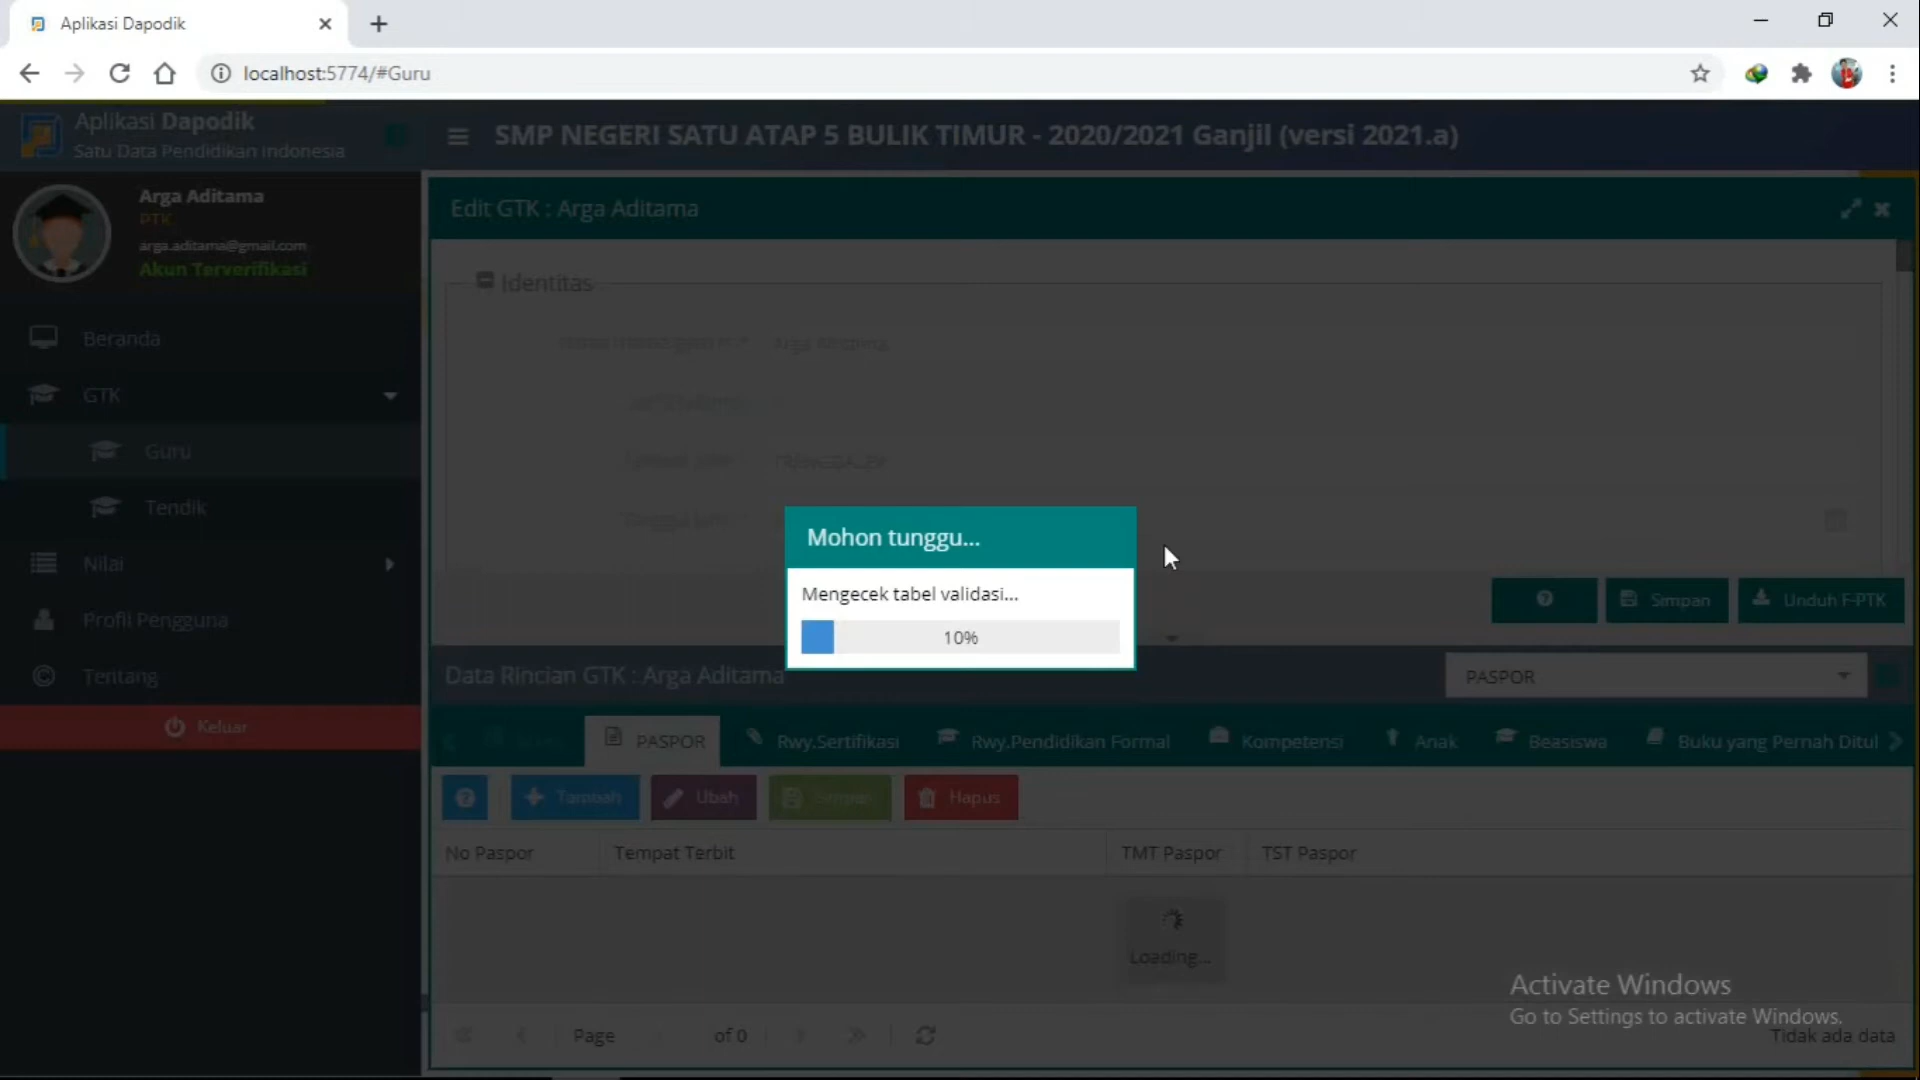 Aplikasi Dapodik
localhost:5774/#Guru
Aplikasi Dapodik
Satu Data Pendidikan Indonesia
SMP NEGERI SATU ATAP 5 BULIK TIMUR - 2020/2021 Ganjil (versi 2021.a)
Arga Aditama
PTK
arga.aditama@gmail.com
Akun Terverifikasi
Beranda
GTK
Guru
Tendik
Nilai
Profil Pengguna
Tentang
Keluar
Edit GTK : Arga Aditama
Identitas
Arga Aditama
Mohon tunggu...
Mengecek tabel validasi...
10%
Simpan
Unduh F-PTK
Data Rincian GTK : Arga Aditama
PASPOR
PASPOR
Rwy.Sertifikasi
Rwy.Pendidikan Formal
Kompetensi
Anak
Beasiswa
Buku yang Pernah Ditul
Tambah
Ubah
Simpan
Hapus
No Paspor
Tempat Terbit
TMT Paspor
TST Paspor
Loading...
Page
of 0
Tidak ada data
Activate Windows
Go to Settings to activate Windows.